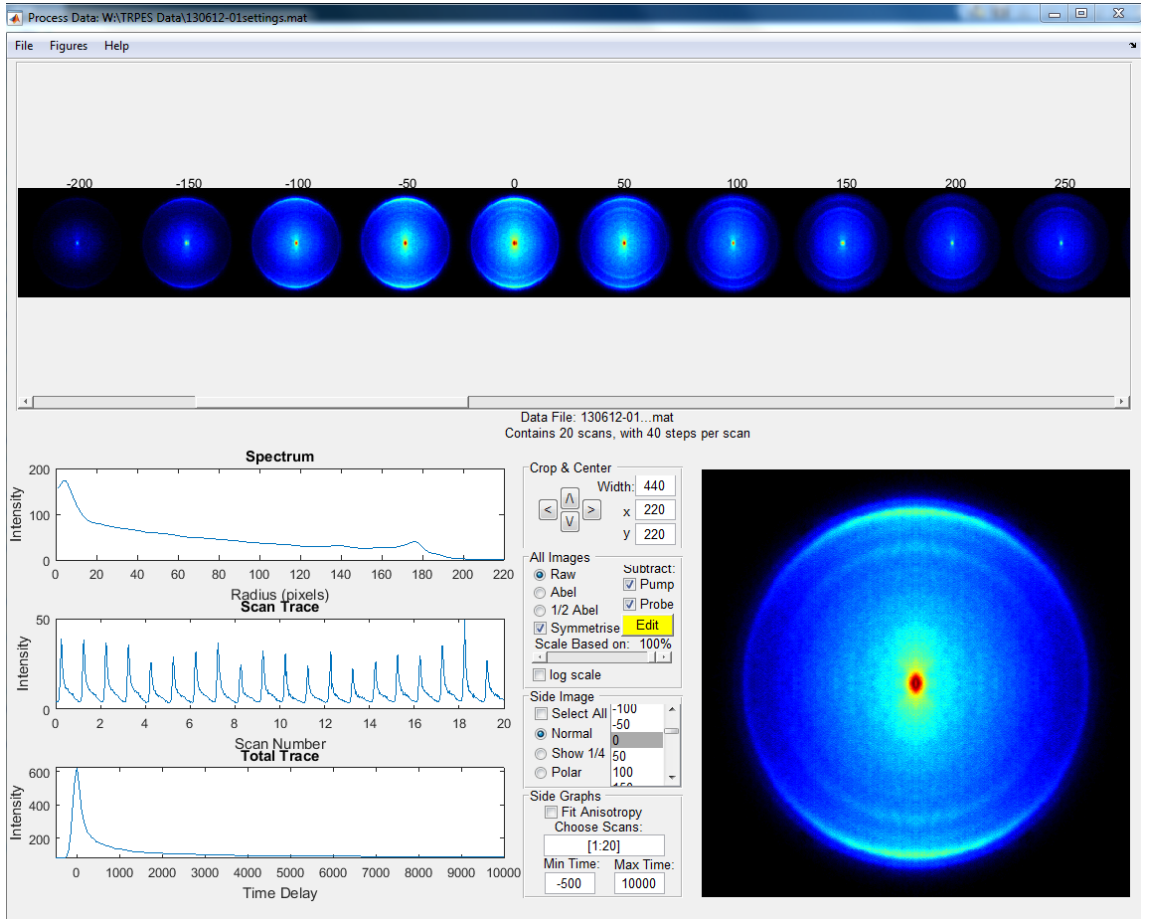 Process Data: W:\TRPES Data\130612-01settings.mat
File Figures Help
-200 -150 -100 -50 0 50 100 150 200 250
Data File: 130612-01...mat
Contains 20 scans, with 40 steps per scan
Spectrum
Intensity
200
100
0
0 20 40 60 80 100 120 140 160 180 200 220
Radius (pixels)
Scan Trace
Intensity
50
0
0 2 4 6 8 10 12 14 16 18 20
Scan Number
Total Trace
Intensity
600
400
200
0 1000 2000 3000 4000 5000 6000 7000 8000 9000 10000
Time Delay
Crop & Center
Width: 440
< /\ > x 220
V y 220
All Images
Subtract:
Raw
Pump
Abel
Probe
1/2 Abel
Symmetrise Edit
Scale Based on: 100%
log scale
Side Image
Select All
Normal
Show 1/4
Polar
-100
-50
0
50
100
150
Side Graphs
Fit Anisotropy
Choose Scans:
[1:20]
Min Time: Max Time:
-500 10000